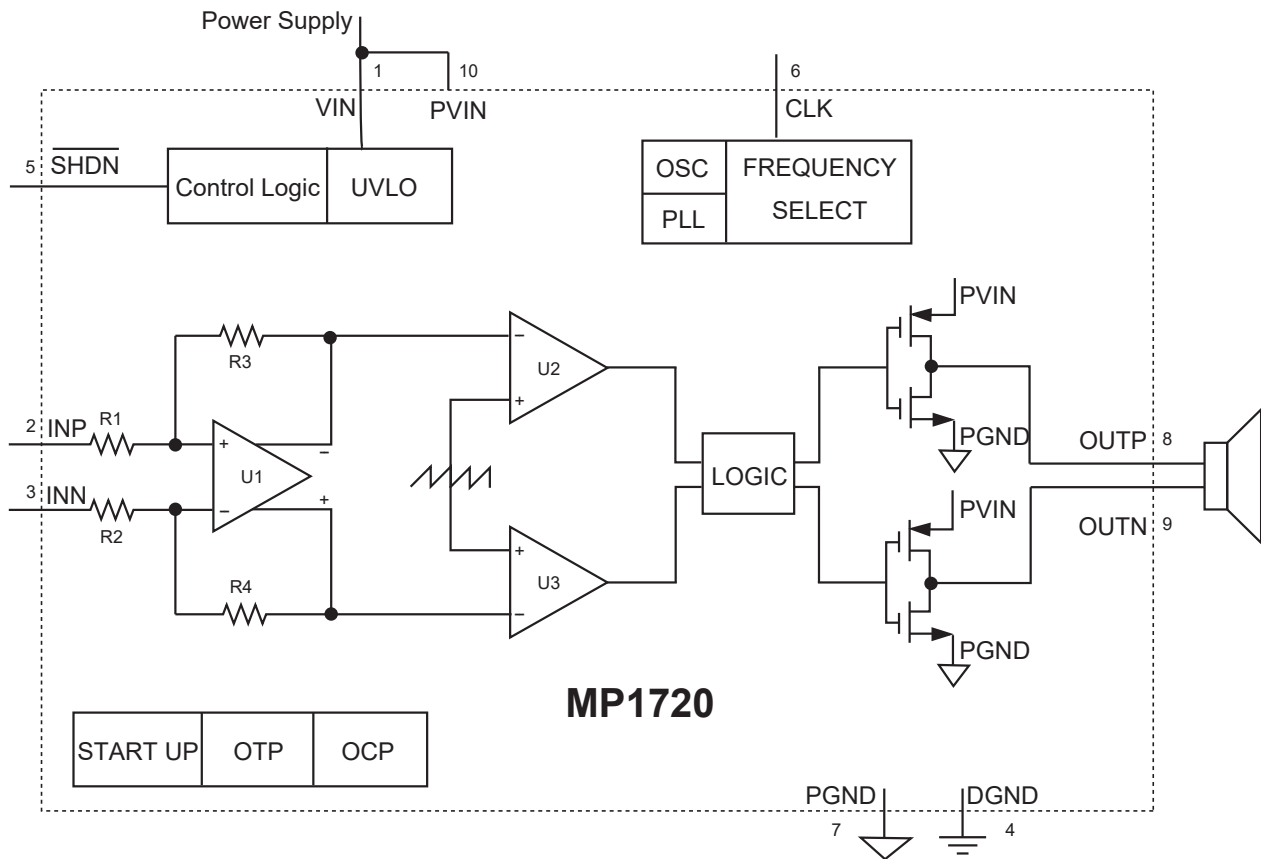 Power Supply
1
10
6
VIN
PVIN
CLK
5
SHDN
Control Logic
UVLO
OSC
PLL
FREQUENCY
SELECT
PVIN
R3
−
U2
+
2
INP
R1
+
−
U1
PGND
OUTP
8
LOGIC
3
INN
R2
−
+
PVIN
OUTN
9
+
U3
−
R4
PGND
MP1720
START UP
OTP
OCP
PGND
DGND
7
4